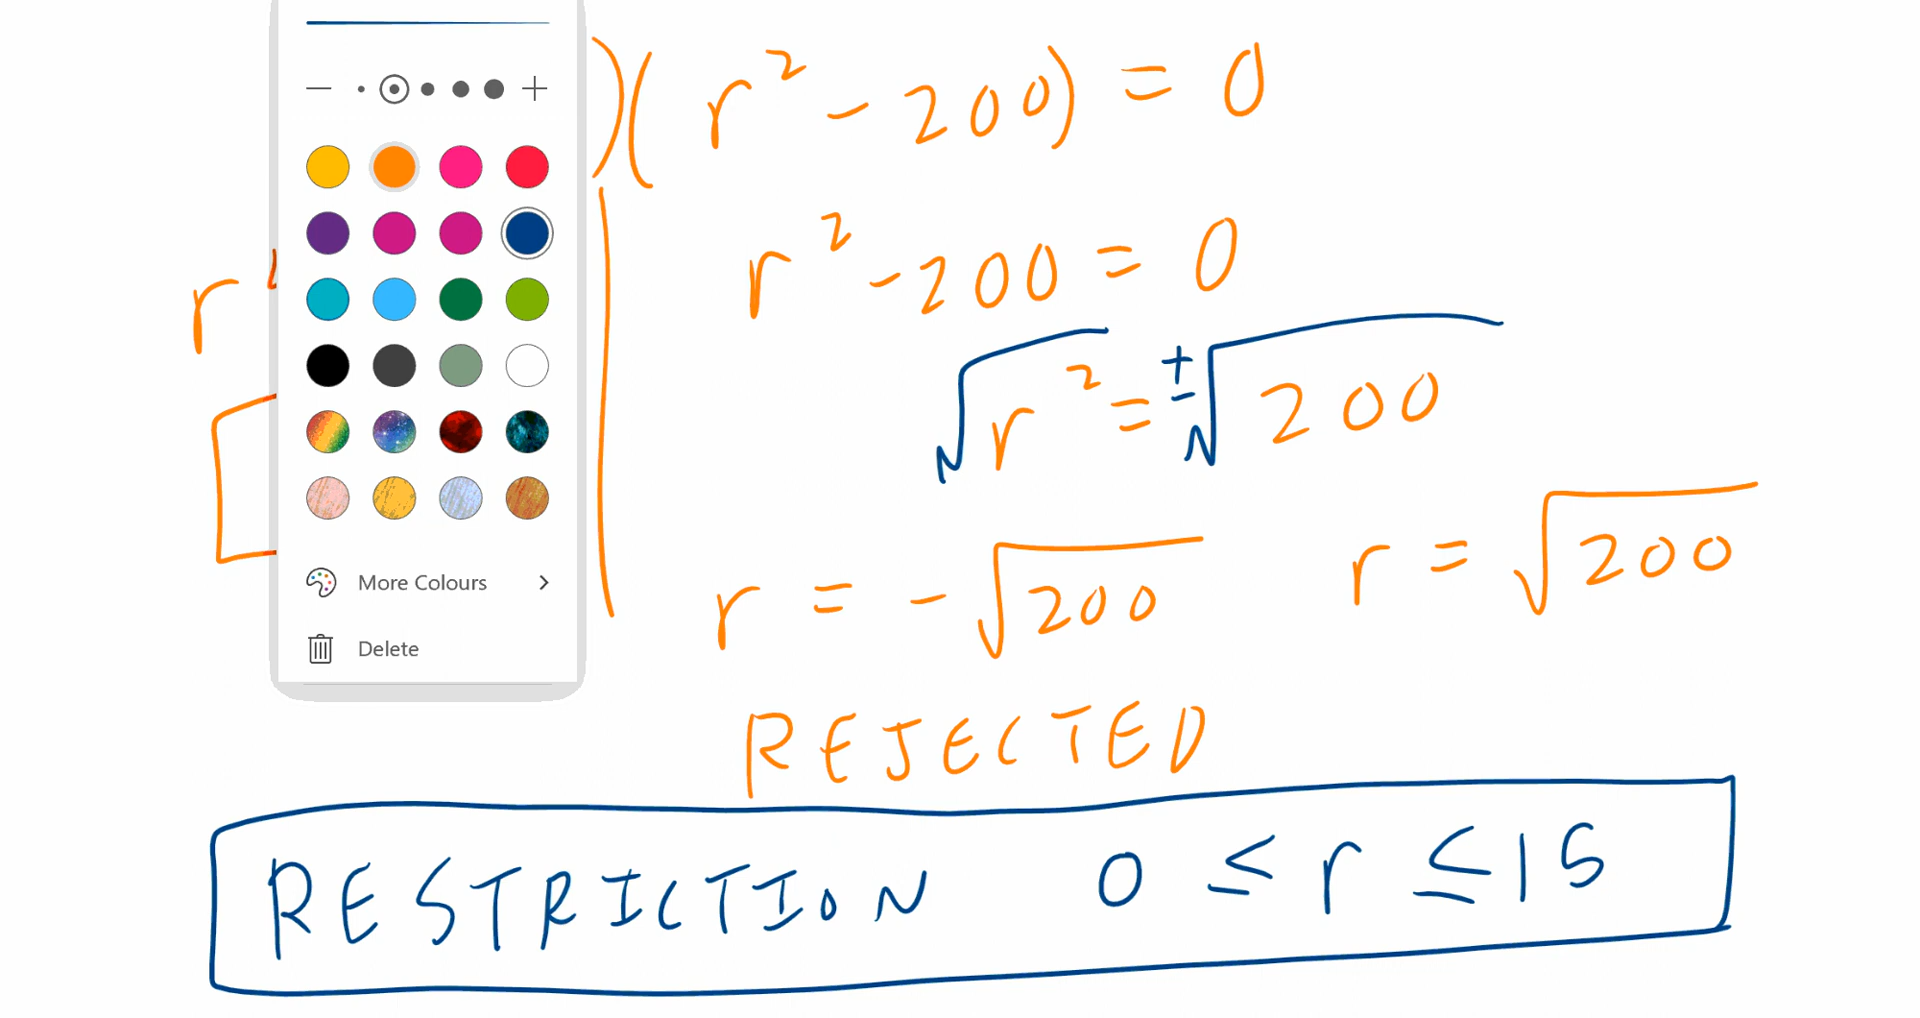 )(r² - 200) = 0
r
r² - 200 = 0
√r² = ±√200
r = -√200
r = √200
More Colours
Delete
REJECTED
RESTRICTION 0 ≤ r ≤ 15